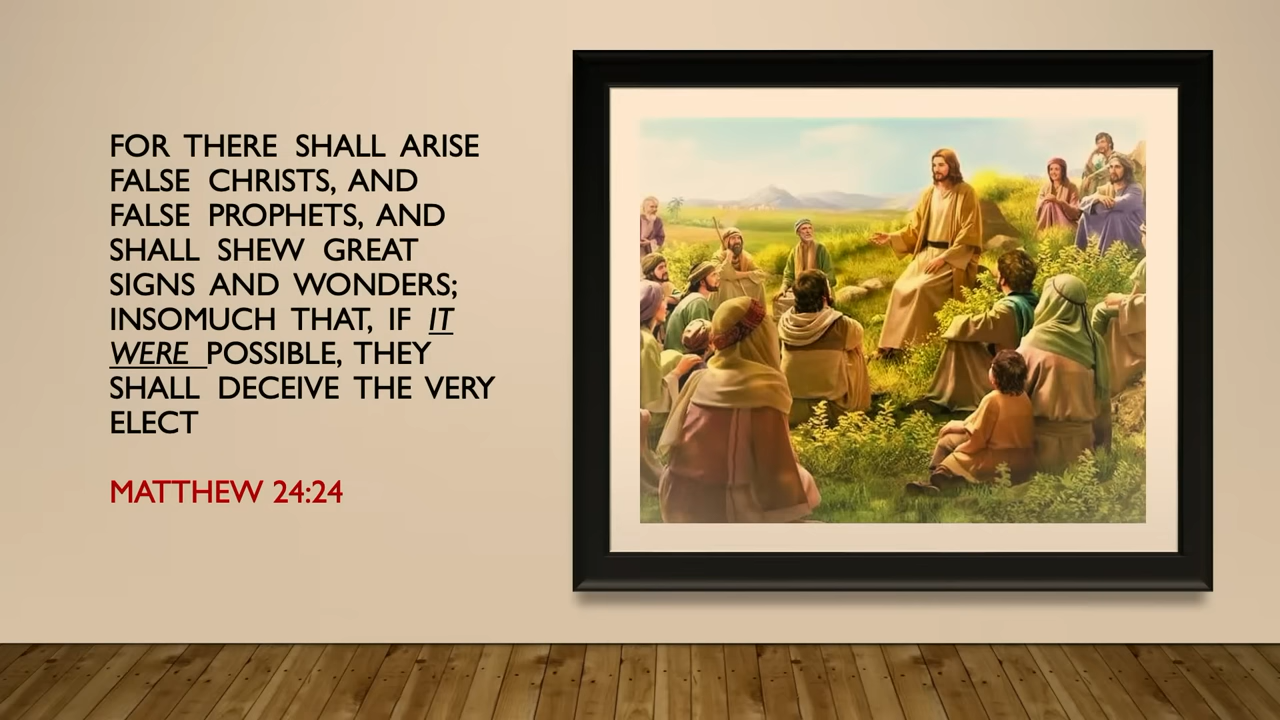 FOR THERE SHALL ARISE
FALSE CHRISTS, AND
FALSE PROPHETS, AND
SHALL SHEW GREAT
SIGNS AND WONDERS;
INSOMUCH THAT, IF IT
WERE POSSIBLE, THEY
SHALL DECEIVE THE VERY
ELECT
MATTHEW 24:24